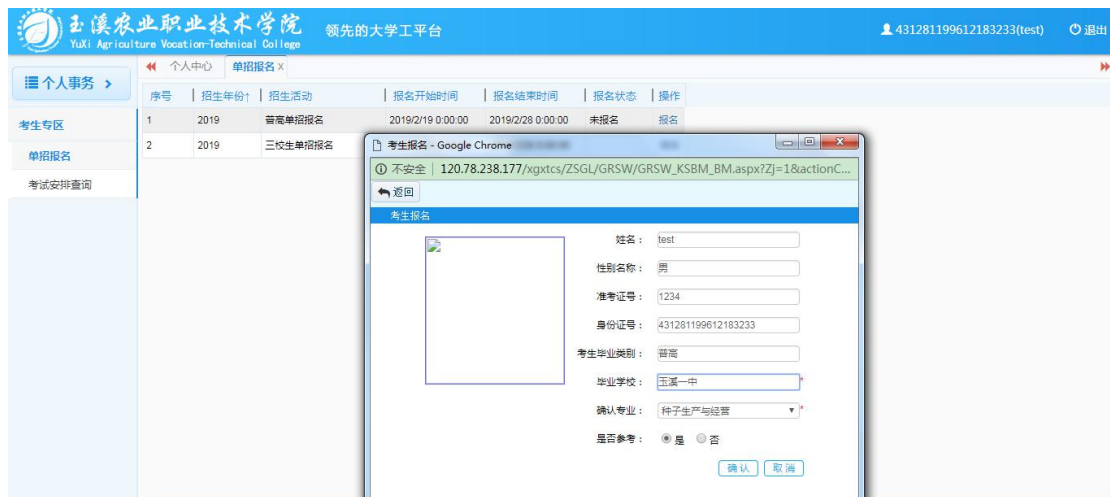 玉溪农业职业技术学院 领先的大学工平台 431281199612183233(test) 退出
YuXi Agriculture Vocation-Technical College
个人事务 >
个人中心 单招报名 x
序号 招生年份↑ 招生活动 报名开始时间 报名结束时间 报名状态 操作
考生专区
1 2019 普高单招报名 2019/2/19 0:00:00 2019/2/28 0:00:00 未报名 报名
单招报名
2 2019 三校生单招报名
考试安排查询
考生报名 - Google Chrome
不安全 | 120.78.238.177/xgxtcs/ZSGL/GRSW/GRSW_KSBM_BM.aspx?Zj=1&actionC...
返回
考生报名
姓名： test
性别名称： 男
准考证号： 1234
身份证号： 431281199612183233
考生毕业类别： 普高
毕业学校： 玉溪一中 *
确认专业： 种子生产与经营 *
是否参考： 是 否
确认 取消